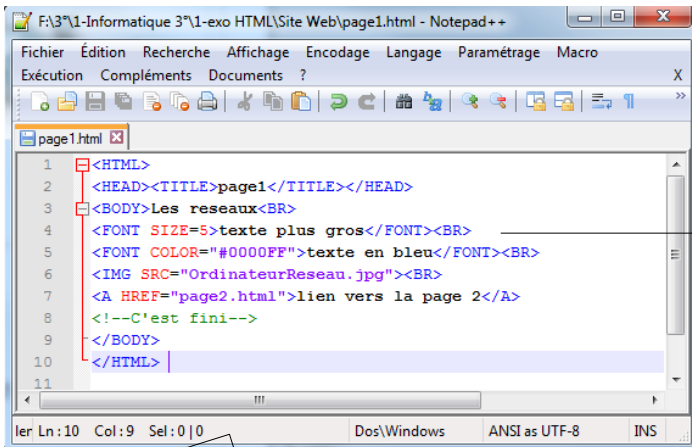 F:\3°\1-Informatique 3°\1-exo HTML\Site Web\page1.html - Notepad++
Fichier Édition Recherche Affichage Encodage Langage Paramétrage Macro
Exécution Compléments Documents ? X
page1.html
1 <HTML>
2 <HEAD><TITLE>page1</TITLE></HEAD>
3 <BODY>Les reseaux<BR>
4 <FONT SIZE=5>texte plus gros</FONT><BR>
5 <FONT COLOR="#0000FF">texte en bleu</FONT><BR>
6 <IMG SRC="OrdinateurReseau.jpg"><BR>
7 <A HREF="page2.html">lien vers la page 2</A>
8 <!--C'est fini-->
9 </BODY>
10 </HTML>
11
ler Ln:10 Col:9 Sel:0|0 Dos\Windows ANSI as UTF-8 INS